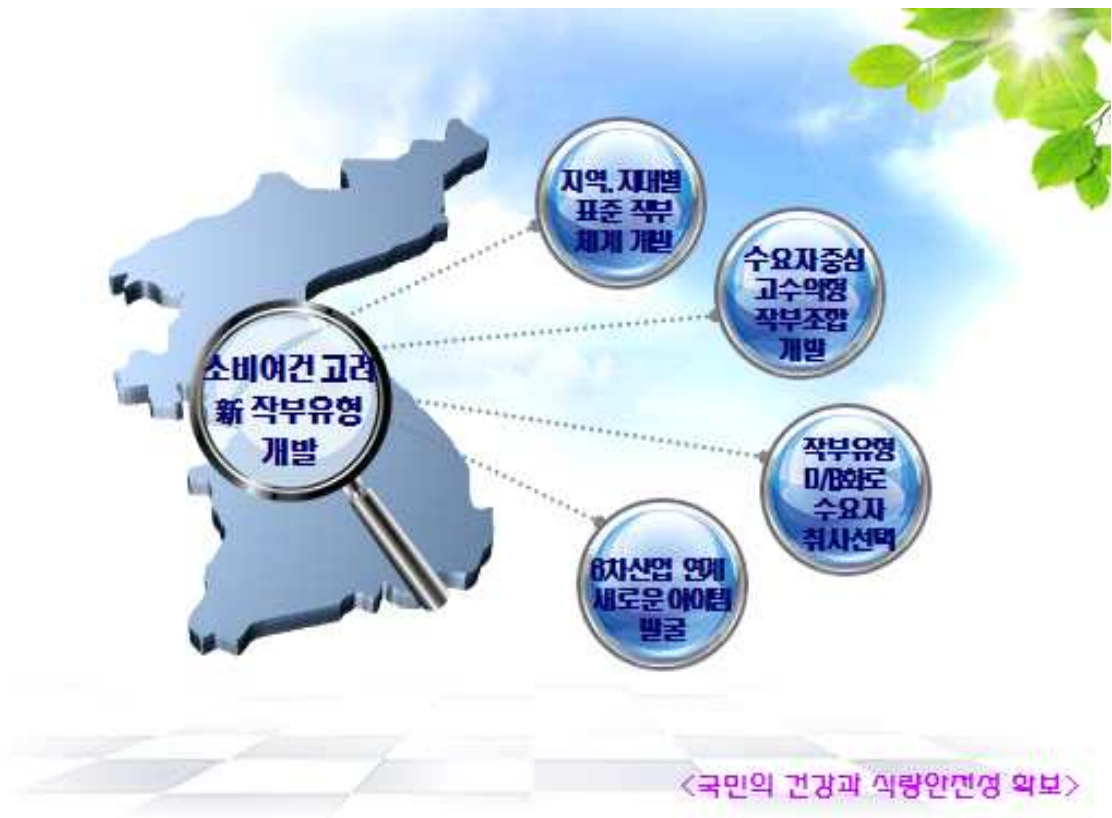 지역, 지대별
표준 작부
체계 개발
수요자 중심
고수익형
작부조합
개발
소비여건 고려
新 작부유형
개발
작부유형
D/B화로
수요자
취사선택
6차산업 연계
새로운 아이템
발굴
<국민의 건강과 식량안전성 확보>